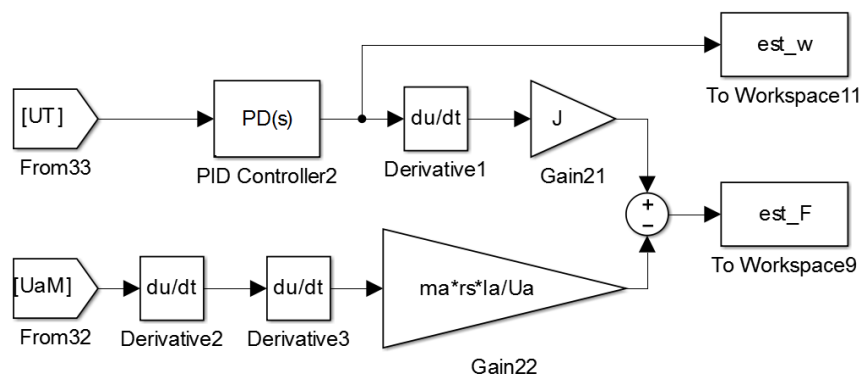 est_w
To Workspace11
[UT]
From33
PD(s)
PID Controller2
du/dt
Derivative1
J
Gain21
+
−
est_F
To Workspace9
[UaM]
From32
du/dt
Derivative2
du/dt
Derivative3
ma*rs*la/Ua
Gain22